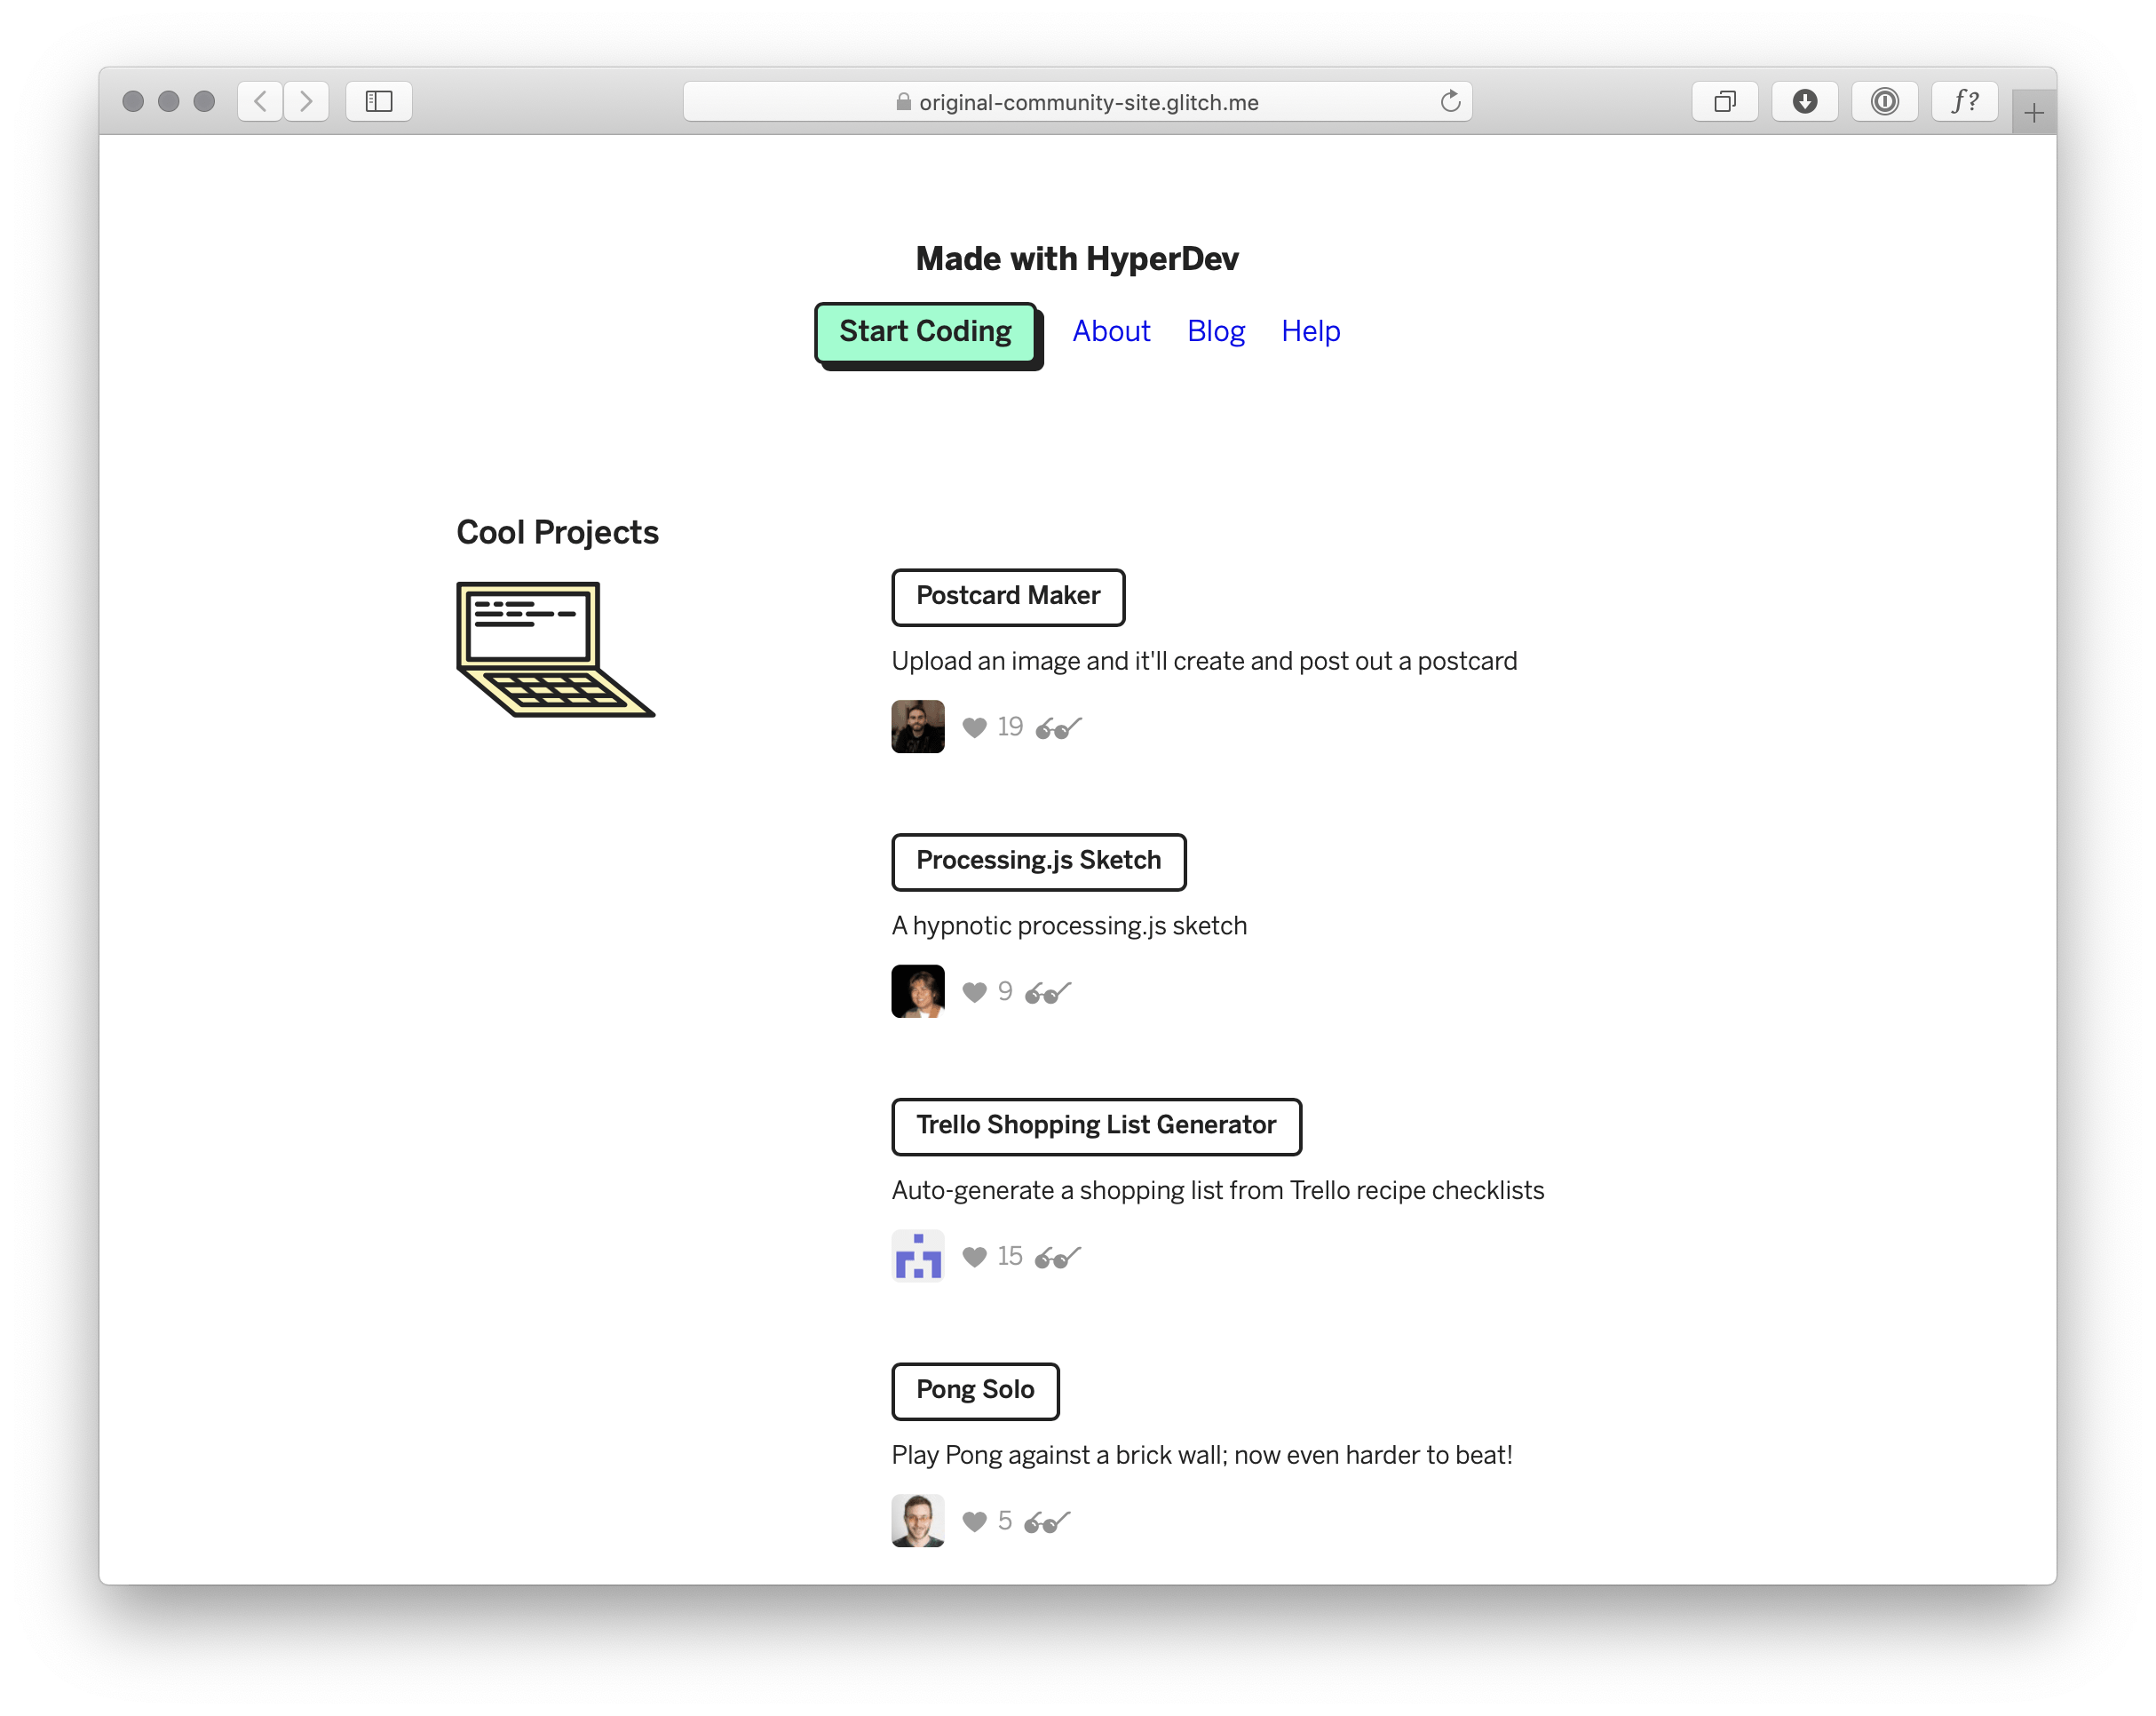 original-community-site.glitch.me
f?
Made with HyperDev
Start Coding About Blog Help
Cool Projects
Postcard Maker
Upload an image and it'll create and post out a postcard
19
Processing.js Sketch
A hypnotic processing.js sketch
9
Trello Shopping List Generator
Auto-generate a shopping list from Trello recipe checklists
15
Pong Solo
Play Pong against a brick wall; now even harder to beat!
5